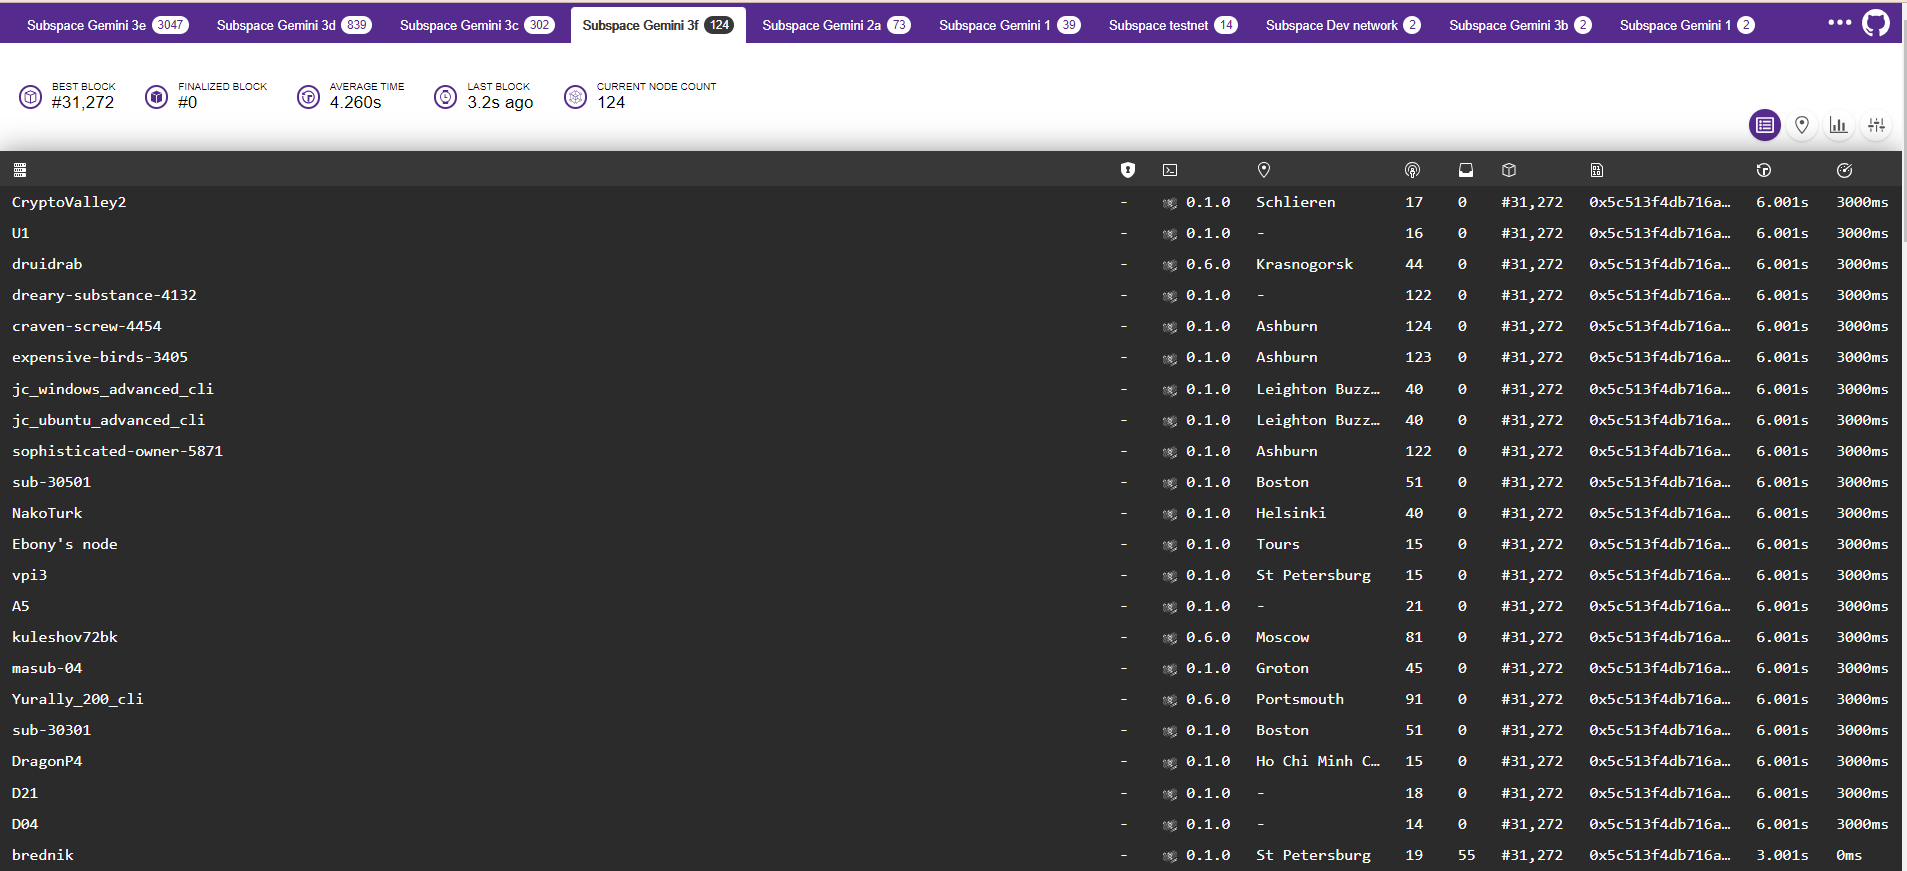 Subspace Gemini 3e 3047 Subspace Gemini 3d 839 Subspace Gemini 3c 302 Subspace Gemini 3f 124 Subspace Gemini 2a 73 Subspace Gemini 1 39 Subspace testnet 14 Subspace Dev network 2 Subspace Gemini 3b 2 Subspace Gemini 1 2
BEST BLOCK FINALIZED BLOCK AVERAGE TIME LAST BLOCK CURRENT NODE COUNT
#31,272 #0 4.260s 3.2s ago 124
CryptoValley2 - 0.1.0 Schlieren 17 0 #31,272 0x5c513f4db716a… 6.001s 3000ms
U1 - 0.1.0 - 16 0 #31,272 0x5c513f4db716a… 6.001s 3000ms
druidrab - 0.6.0 Krasnogorsk 44 0 #31,272 0x5c513f4db716a… 6.001s 3000ms
dreary-substance-4132 - 0.1.0 - 122 0 #31,272 0x5c513f4db716a… 6.001s 3000ms
craven-screw-4454 - 0.1.0 Ashburn 124 0 #31,272 0x5c513f4db716a… 6.001s 3000ms
expensive-birds-3405 - 0.1.0 Ashburn 123 0 #31,272 0x5c513f4db716a… 6.001s 3000ms
jc_windows_advanced_cli - 0.1.0 Leighton Buzz… 40 0 #31,272 0x5c513f4db716a… 6.001s 3000ms
jc_ubuntu_advanced_cli - 0.1.0 Leighton Buzz… 40 0 #31,272 0x5c513f4db716a… 6.001s 3000ms
sophisticated-owner-5871 - 0.1.0 Ashburn 122 0 #31,272 0x5c513f4db716a… 6.001s 3000ms
sub-30501 - 0.1.0 Boston 51 0 #31,272 0x5c513f4db716a… 6.001s 3000ms
NakoTurk - 0.1.0 Helsinki 40 0 #31,272 0x5c513f4db716a… 6.001s 3000ms
Ebony's node - 0.1.0 Tours 15 0 #31,272 0x5c513f4db716a… 6.001s 3000ms
vpi3 - 0.1.0 St Petersburg 15 0 #31,272 0x5c513f4db716a… 6.001s 3000ms
A5 - 0.1.0 - 21 0 #31,272 0x5c513f4db716a… 6.001s 3000ms
kuleshov72bk - 0.6.0 Moscow 81 0 #31,272 0x5c513f4db716a… 6.001s 3000ms
masub-04 - 0.1.0 Groton 45 0 #31,272 0x5c513f4db716a… 6.001s 3000ms
Yurally_200_cli - 0.6.0 Portsmouth 91 0 #31,272 0x5c513f4db716a… 6.001s 3000ms
sub-30301 - 0.1.0 Boston 51 0 #31,272 0x5c513f4db716a… 6.001s 3000ms
DragonP4 - 0.1.0 Ho Chi Minh C… 15 0 #31,272 0x5c513f4db716a… 6.001s 3000ms
D21 - 0.1.0 - 18 0 #31,272 0x5c513f4db716a… 6.001s 3000ms
D04 - 0.1.0 - 14 0 #31,272 0x5c513f4db716a… 6.001s 3000ms
brednik - 0.1.0 St Petersburg 19 55 #31,272 0x5c513f4db716a… 3.001s 0ms